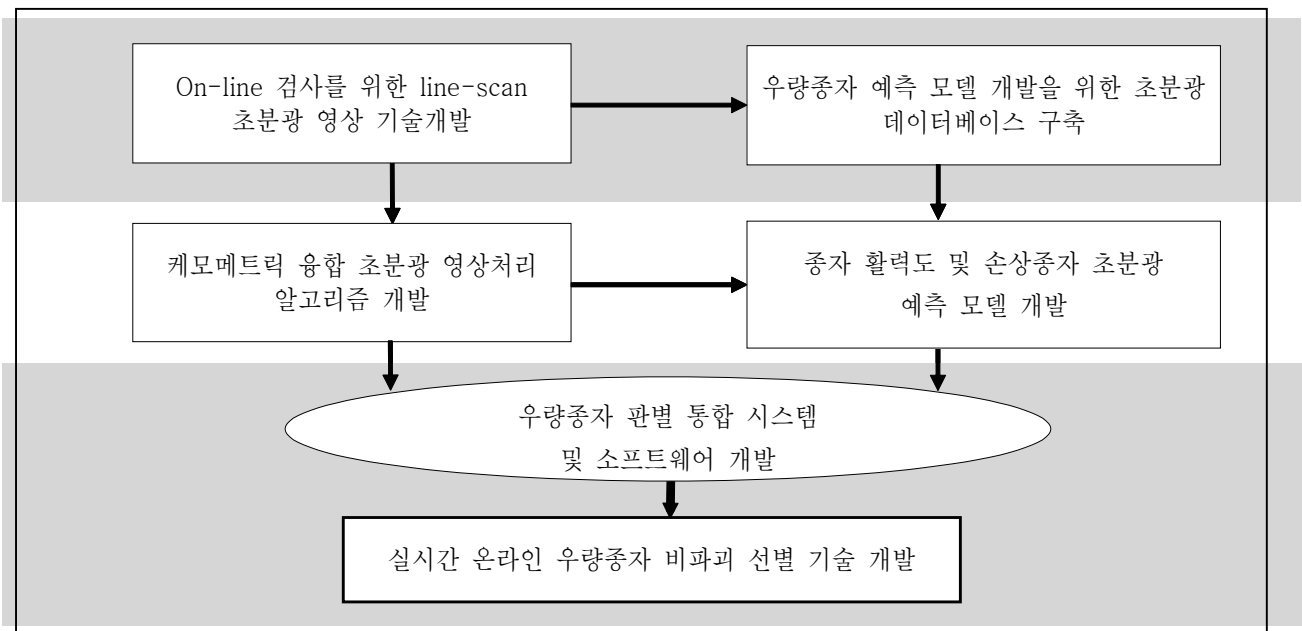 On-line 검사를 위한 line-scan
초분광 영상 기술개발
우량종자 예측 모델 개발을 위한 초분광
데이터베이스 구축
케모메트릭 융합 초분광 영상처리
알고리즘 개발
종자 활력도 및 손상종자 초분광
예측 모델 개발
우량종자 판별 통합 시스템
및 소프트웨어 개발
실시간 온라인 우량종자 비파괴 선별 기술 개발